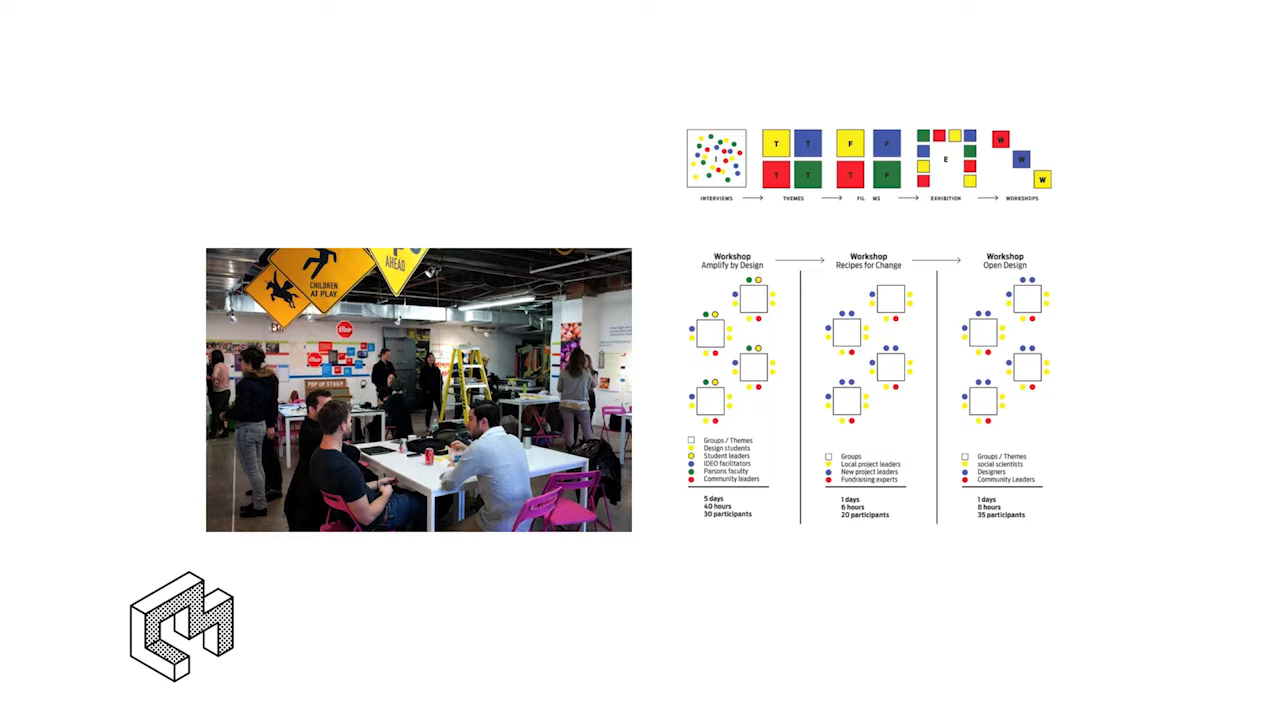 I
T T
T T
F F
T F
E
W
W
W
INTERVIEWS
THEMES
FIL MS
EXHIBITION
WORKSHOPS
AHEAD
CHILDREN
AT PLAY
POP UP STAGE
Workshop
Amplify by Design
Groups / Themes
Design students
Student leaders
IDEO facilitators
Parsons faculty
Community leaders
5 days
40 hours
30 participants
Workshop
Recipes for Change
Groups
Local project leaders
New project leaders
Fundraising experts
1 days
6 hours
20 participants
Workshop
Open Design
Groups / Themes
social scientists
Designers
Community Leaders
1 days
8 hours
35 participants